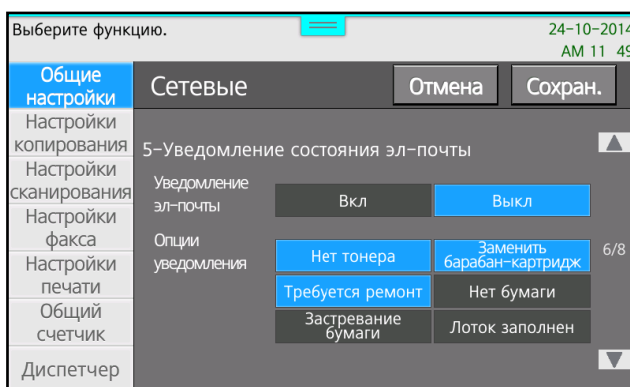 Выберите функцию.
24-10-2014
AM 11 49
Общие
настройки
Сетевые
Отмена
Сохран.
Настройки
копирования
Настройки
сканирования
Настройки
факса
Настройки
печати
Общий
счетчик
Диспетчер
5-Уведомлении состояния эл-почты
Уведомление
эл-почты
Вкл
Выкл
Опции
уведомления
Нет тонера
Заменить
барабан-картридж
6/8
Требуется ремонт
Нет бумаги
Застревание
бумаги
Лоток заполнен